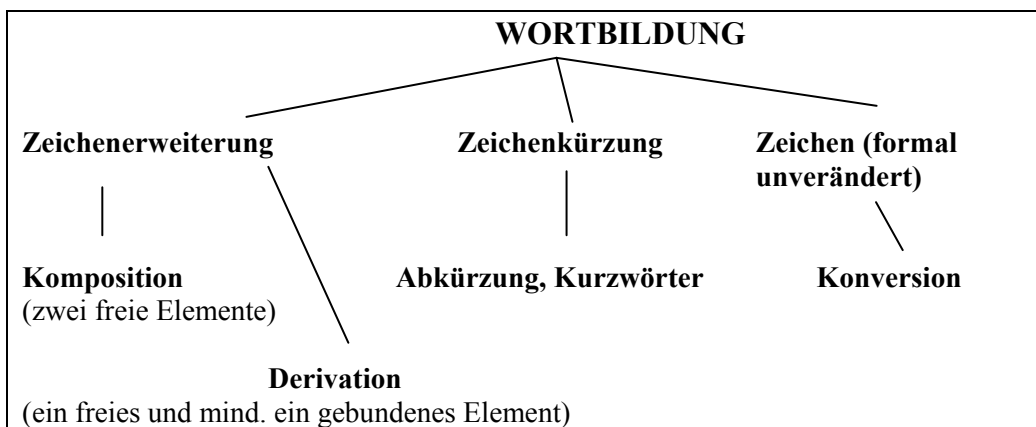 WORTBILDUNG
Zeichenerweiterung Zeichenkürzung Zeichen (formal
unverändert)
Komposition Abkürzung, Kurzwörter Konversion
(zwei freie Elemente)
Derivation
(ein freies und mind. ein gebundenes Element)